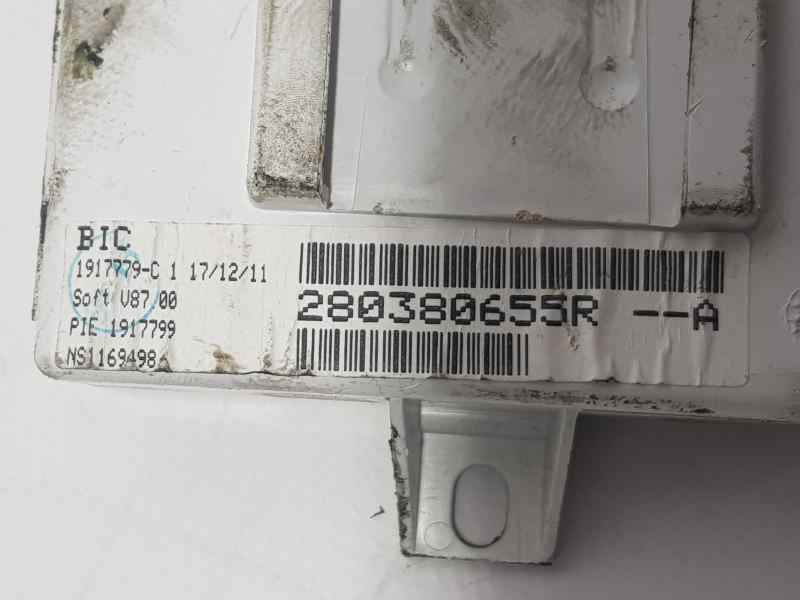 BIC
1917779-C 1 17/12/11
Soft V87.00
PIE 1917799
NS1169498
280380655R --A